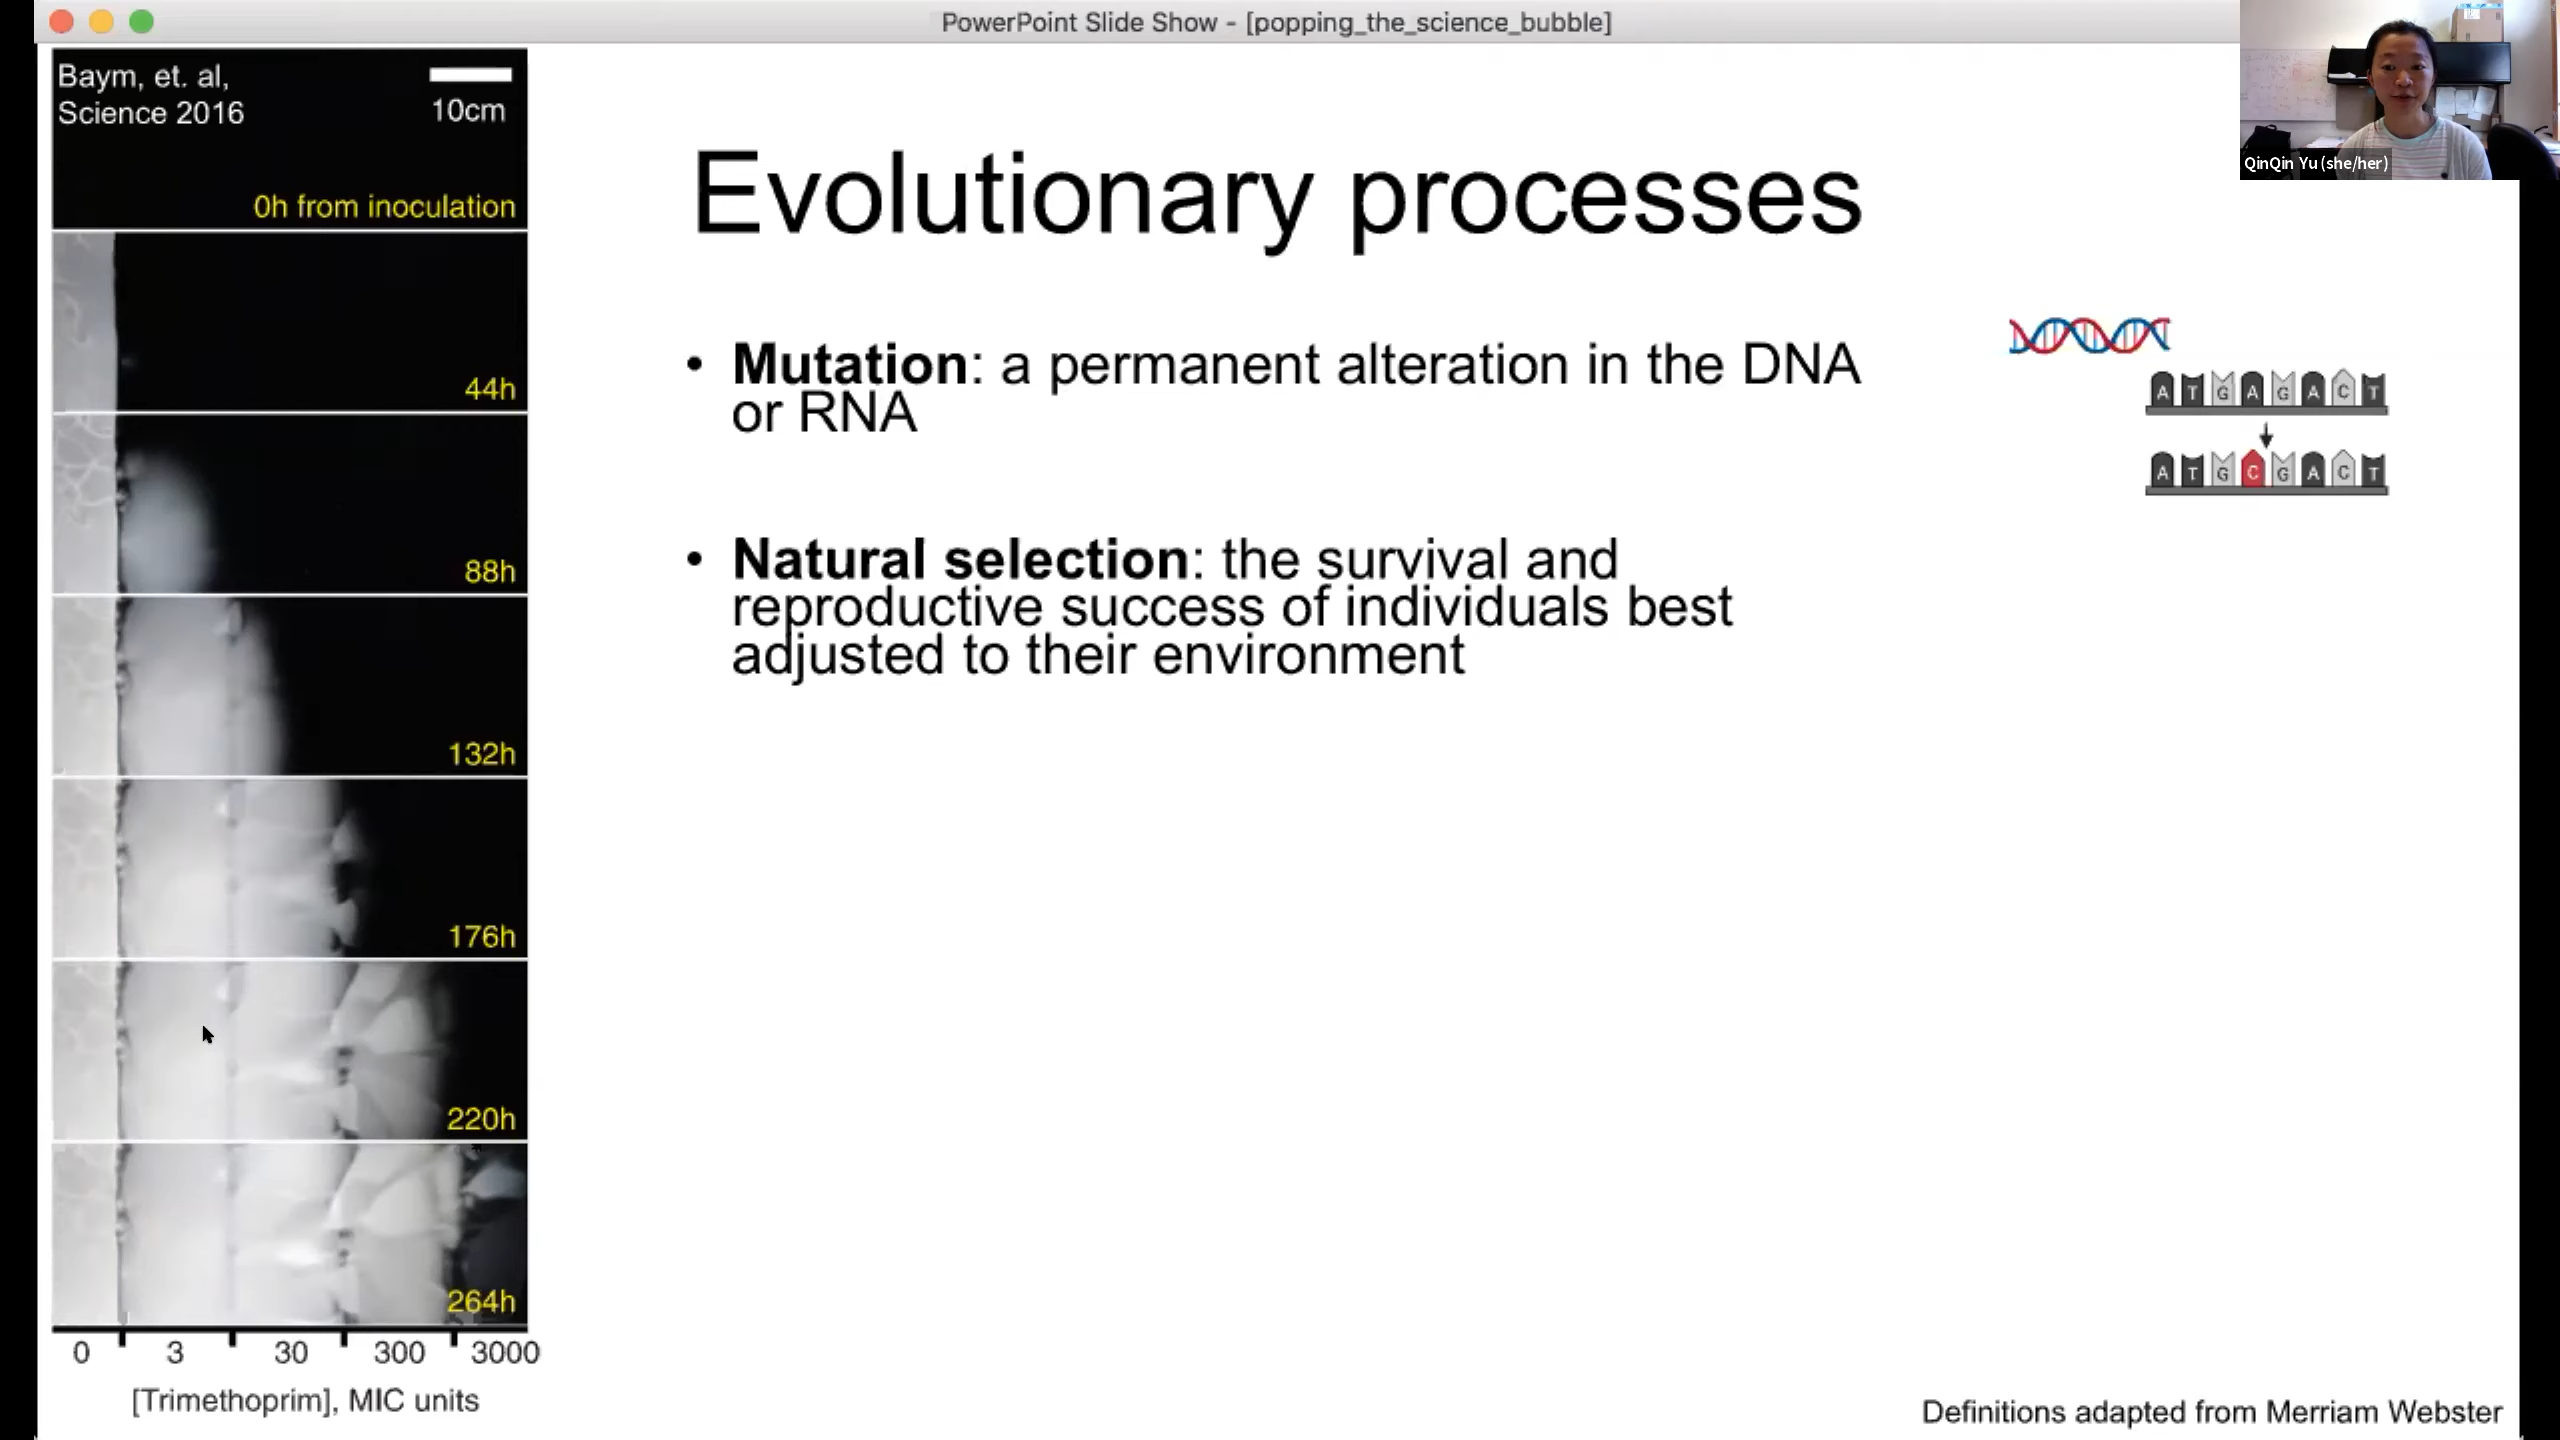 PowerPoint Slide Show - [popping_the_science_bubble]
QinQin Yu (she/her)
Baym, et. al,
Science 2016
10cm
0h from inoculation
44h
88h
132h
176h
220h
264h
0 3 30 300 3000
[Trimethoprim], MIC units
Evolutionary processes
• Mutation: a permanent alteration in the DNA
or RNA
• Natural selection: the survival and
reproductive success of individuals best
adjusted to their environment
A T G A G A C T
A T G C G A C T
Definitions adapted from Merriam Webster